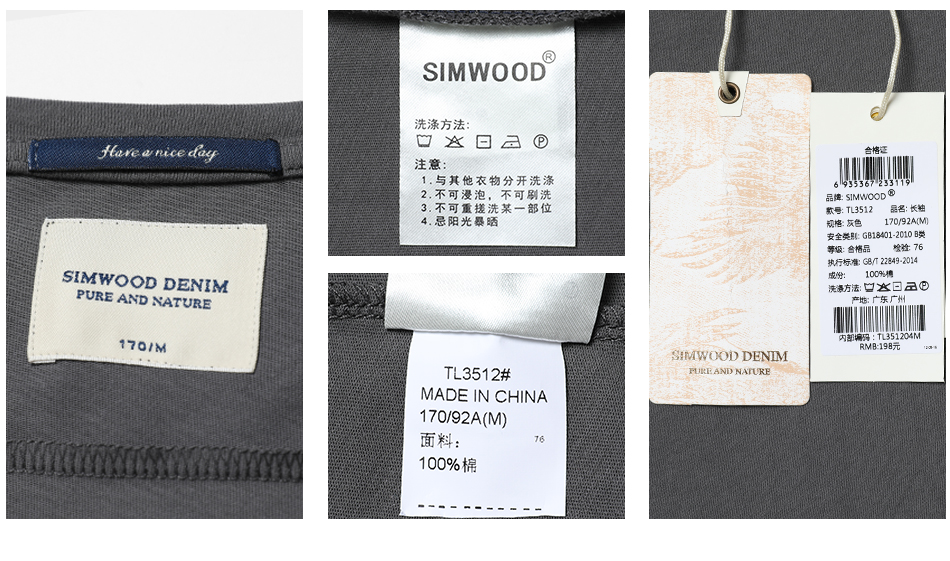 Have a nice day
SIMWOOD DENIM
PURE AND NATURE
170/M
SIMWOOD®
洗涤方法:
P
注意:
1.与其他衣物分开洗涤
2.不可浸泡,不可刷洗
3.不可重搓洗某一部位
4.忌阳光暴晒
TL3512#
MADE IN CHINA
170/92A(M)
面料:
76
100%棉
SIMWOOD DENIM
PURE AND NATURE
合格证
6 935367 233119
品牌: SIMWOOD®
款号: TL3512 品名: 长袖
规格: 灰色 170/92A(M)
安全类别: GB18401-2010 B类
等级: 合格品 检验: 76
执行标准: GB/T 22849-2014
成份: 100%棉
洗涤方法:
产地: 广东 广州
内部编码:TL351204M
RMB:198元